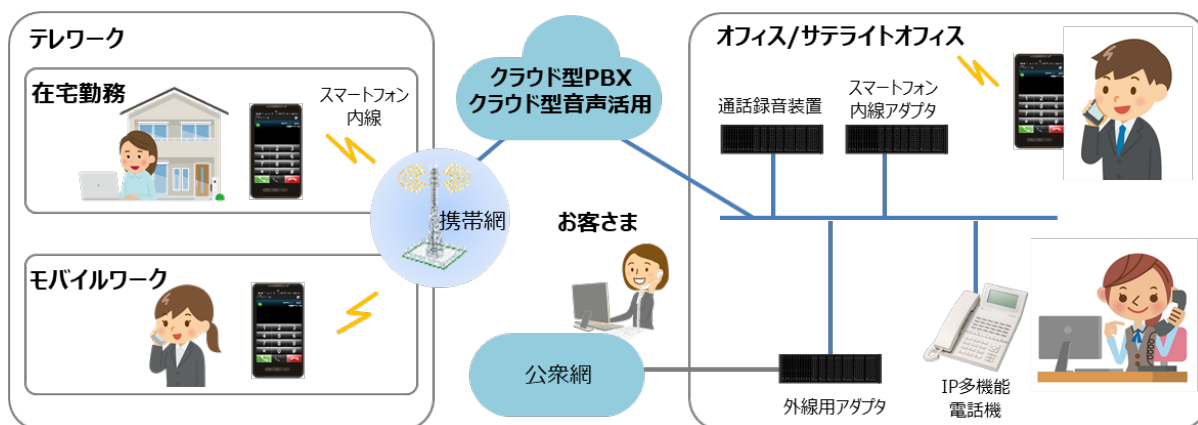 テレワーク
在宅勤務
スマートフォン
内線
モバイルワーク
携帯網
クラウド型PBX
クラウド型音声活用
お客さま
公衆網
オフィス/サテライトオフィス
通話録音装置
スマートフォン
内線アダプタ
外線用アダプタ
IP多機能
電話機